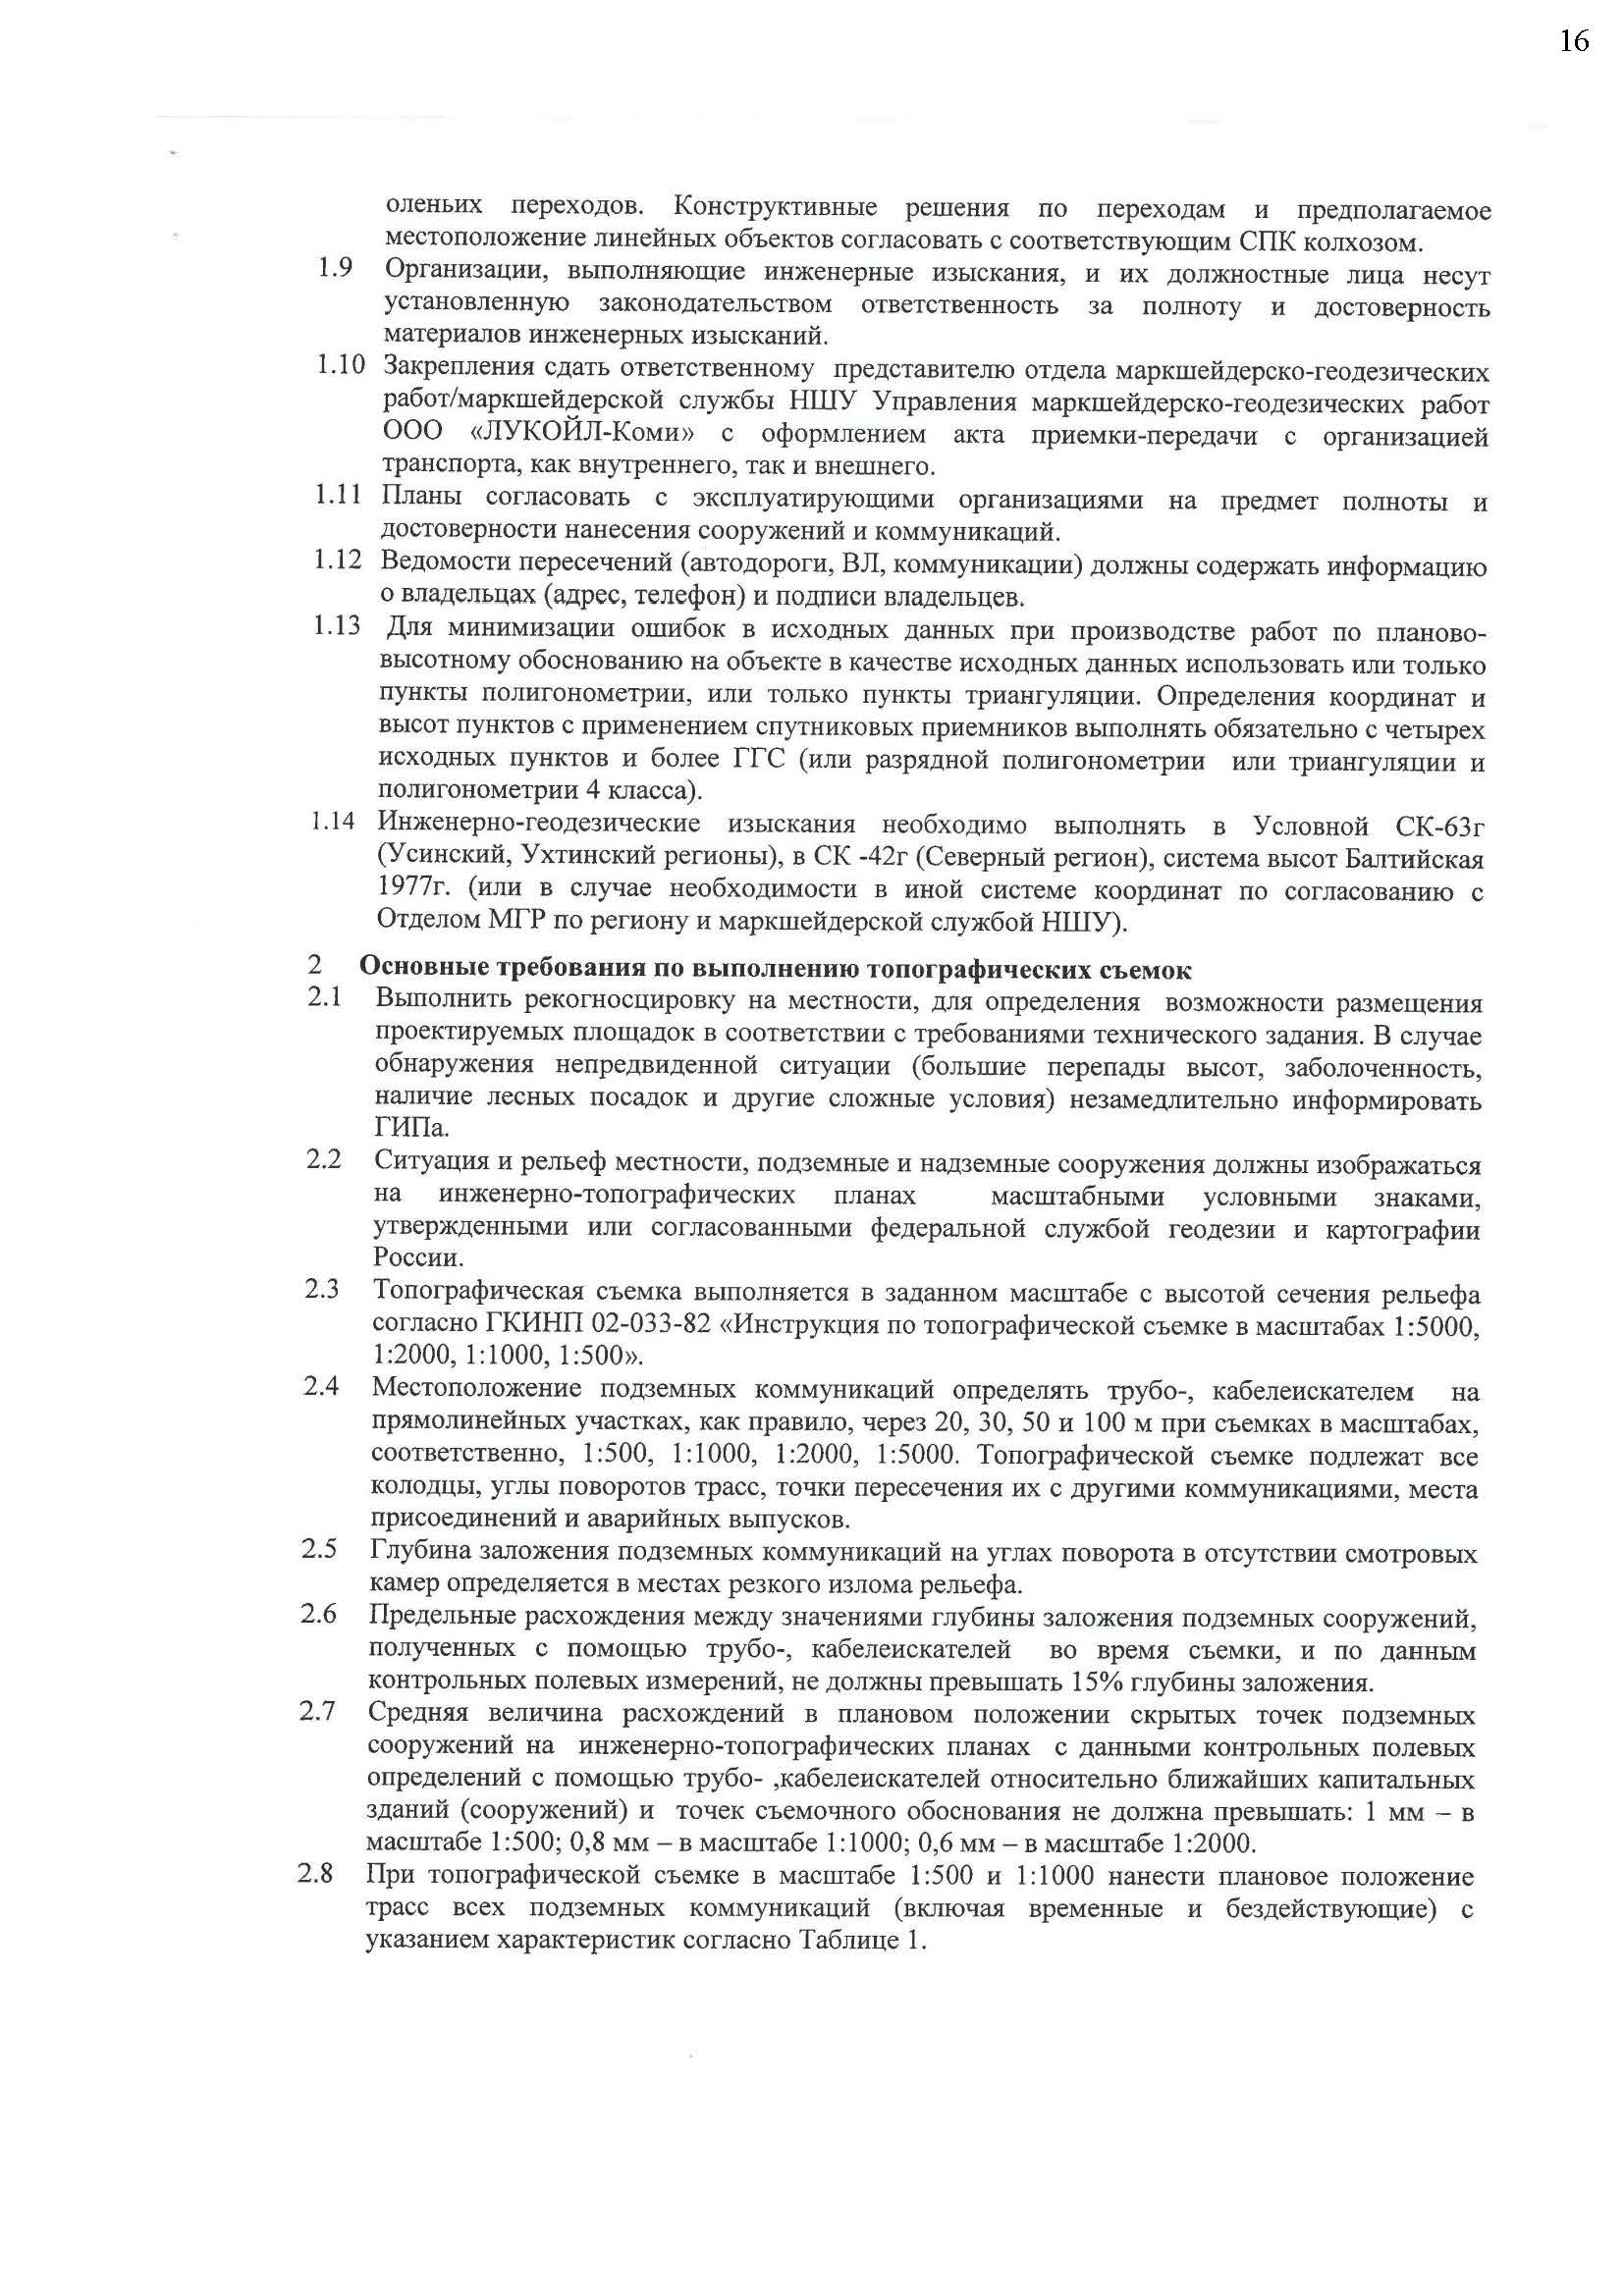 16
оленьих переходов. Конструктивные решения по переходам и предполагаемое
местоположение линейных объектов согласовать с соответствующим СПК колхозом.
1.9 Организации, выполняющие инженерные изыскания, и их должностные лица несут
установленную законодательством ответственность за полноту и достоверность
материалов инженерных изысканий.
1.10 Закрепления сдать ответственному представителю отдела маркшейдерско-геодезических
работ/маркшейдерской службы НШУ Управления маркшейдерско-геодезических работ
ООО «ЛУКОЙЛ-Коми» с оформлением акта приемки-передачи с организацией
транспорта, как внутреннего, так и внешнего.
1.11 Планы согласовать с эксплуатирующими организациями на предмет полноты и
достоверности нанесения сооружений и коммуникаций.
1.12 Ведомости пересечений (автодороги, ВЛ, коммуникации) должны содержать информацию
о владельцах (адрес, телефон) и подписи владельцев.
1.13 Для минимизации ошибок в исходных данных при производстве работ по планово-
высотному обоснованию на объекте в качестве исходных данных использовать или только
пункты полигонометрии, или только пункты триангуляции. Определения координат и
высот пунктов с применением спутниковых приемников выполнять обязательно с четырех
исходных пунктов и более ГГС (или разрядной полигонометрии или триангуляции и
полигонометрии 4 класса).
1.14 Инженерно-геодезические изыскания необходимо выполнять в Условной СК-63г
(Усинский, Ухтинский регионы), в СК -42г (Северный регион), система высот Балтийская
1977г. (или в случае необходимости в иной системе координат по согласованию с
Отделом МГР по региону и маркшейдерской службой НШУ).
2 Основные требования по выполнению топографических съемок
2.1 Выполнить рекогносцировку на местности, для определения возможности размещения
проектируемых площадок в соответствии с требованиями технического задания. В случае
обнаружения непредвиденной ситуации (большие перепады высот, заболоченность,
наличие лесных посадок и другие сложные условия) незамедлительно информировать
ГИПа.
2.2 Ситуация и рельеф местности, подземные и надземные сооружения должны изображаться
на инженерно-топографических планах масштабными условными знаками,
утвержденными или согласованными федеральной службой геодезии и картографии
России.
2.3 Топографическая съемка выполняется в заданном масштабе с высотой сечения рельефа
согласно ГКИНП 02-033-82 «Инструкция по топографической съемке в масштабах 1:5000,
1:2000, 1:1000, 1:500».
2.4 Местоположение подземных коммуникаций определять трубо-, кабелеискателем на
прямолинейных участках, как правило, через 20, 30, 50 и 100 м при съемках в масштабах,
соответственно, 1:500, 1:1000, 1:2000, 1:5000. Топографической съемке подлежат все
колодцы, углы поворотов трасс, точки пересечения их с другими коммуникациями, места
присоединений и аварийных выпусков.
2.5 Глубина заложения подземных коммуникаций на углах поворота в отсутствии смотровых
камер определяется в местах резкого излома рельефа.
2.6 Предельные расхождения между значениями глубины заложения подземных сооружений,
полученных с помощью трубо-, кабелеискателей во время съемки, и по данным
контрольных полевых измерений, не должны превышать 15% глубины заложения.
2.7 Средняя величина расхождений в плановом положении скрытых точек подземных
сооружений на инженерно-топографических планах с данными контрольных полевых
определений с помощью трубо- ,кабелеискателей относительно ближайших капитальных
зданий (сооружений) и точек съемочного обоснования не должна превышать: 1 мм – в
масштабе 1:500; 0,8 мм – в масштабе 1:1000; 0,6 мм – в масштабе 1:2000.
2.8 При топографической съемке в масштабе 1:500 и 1:1000 нанести плановое положение
трасс всех подземных коммуникаций (включая временные и бездействующие) с
указанием характеристик согласно Таблице 1.